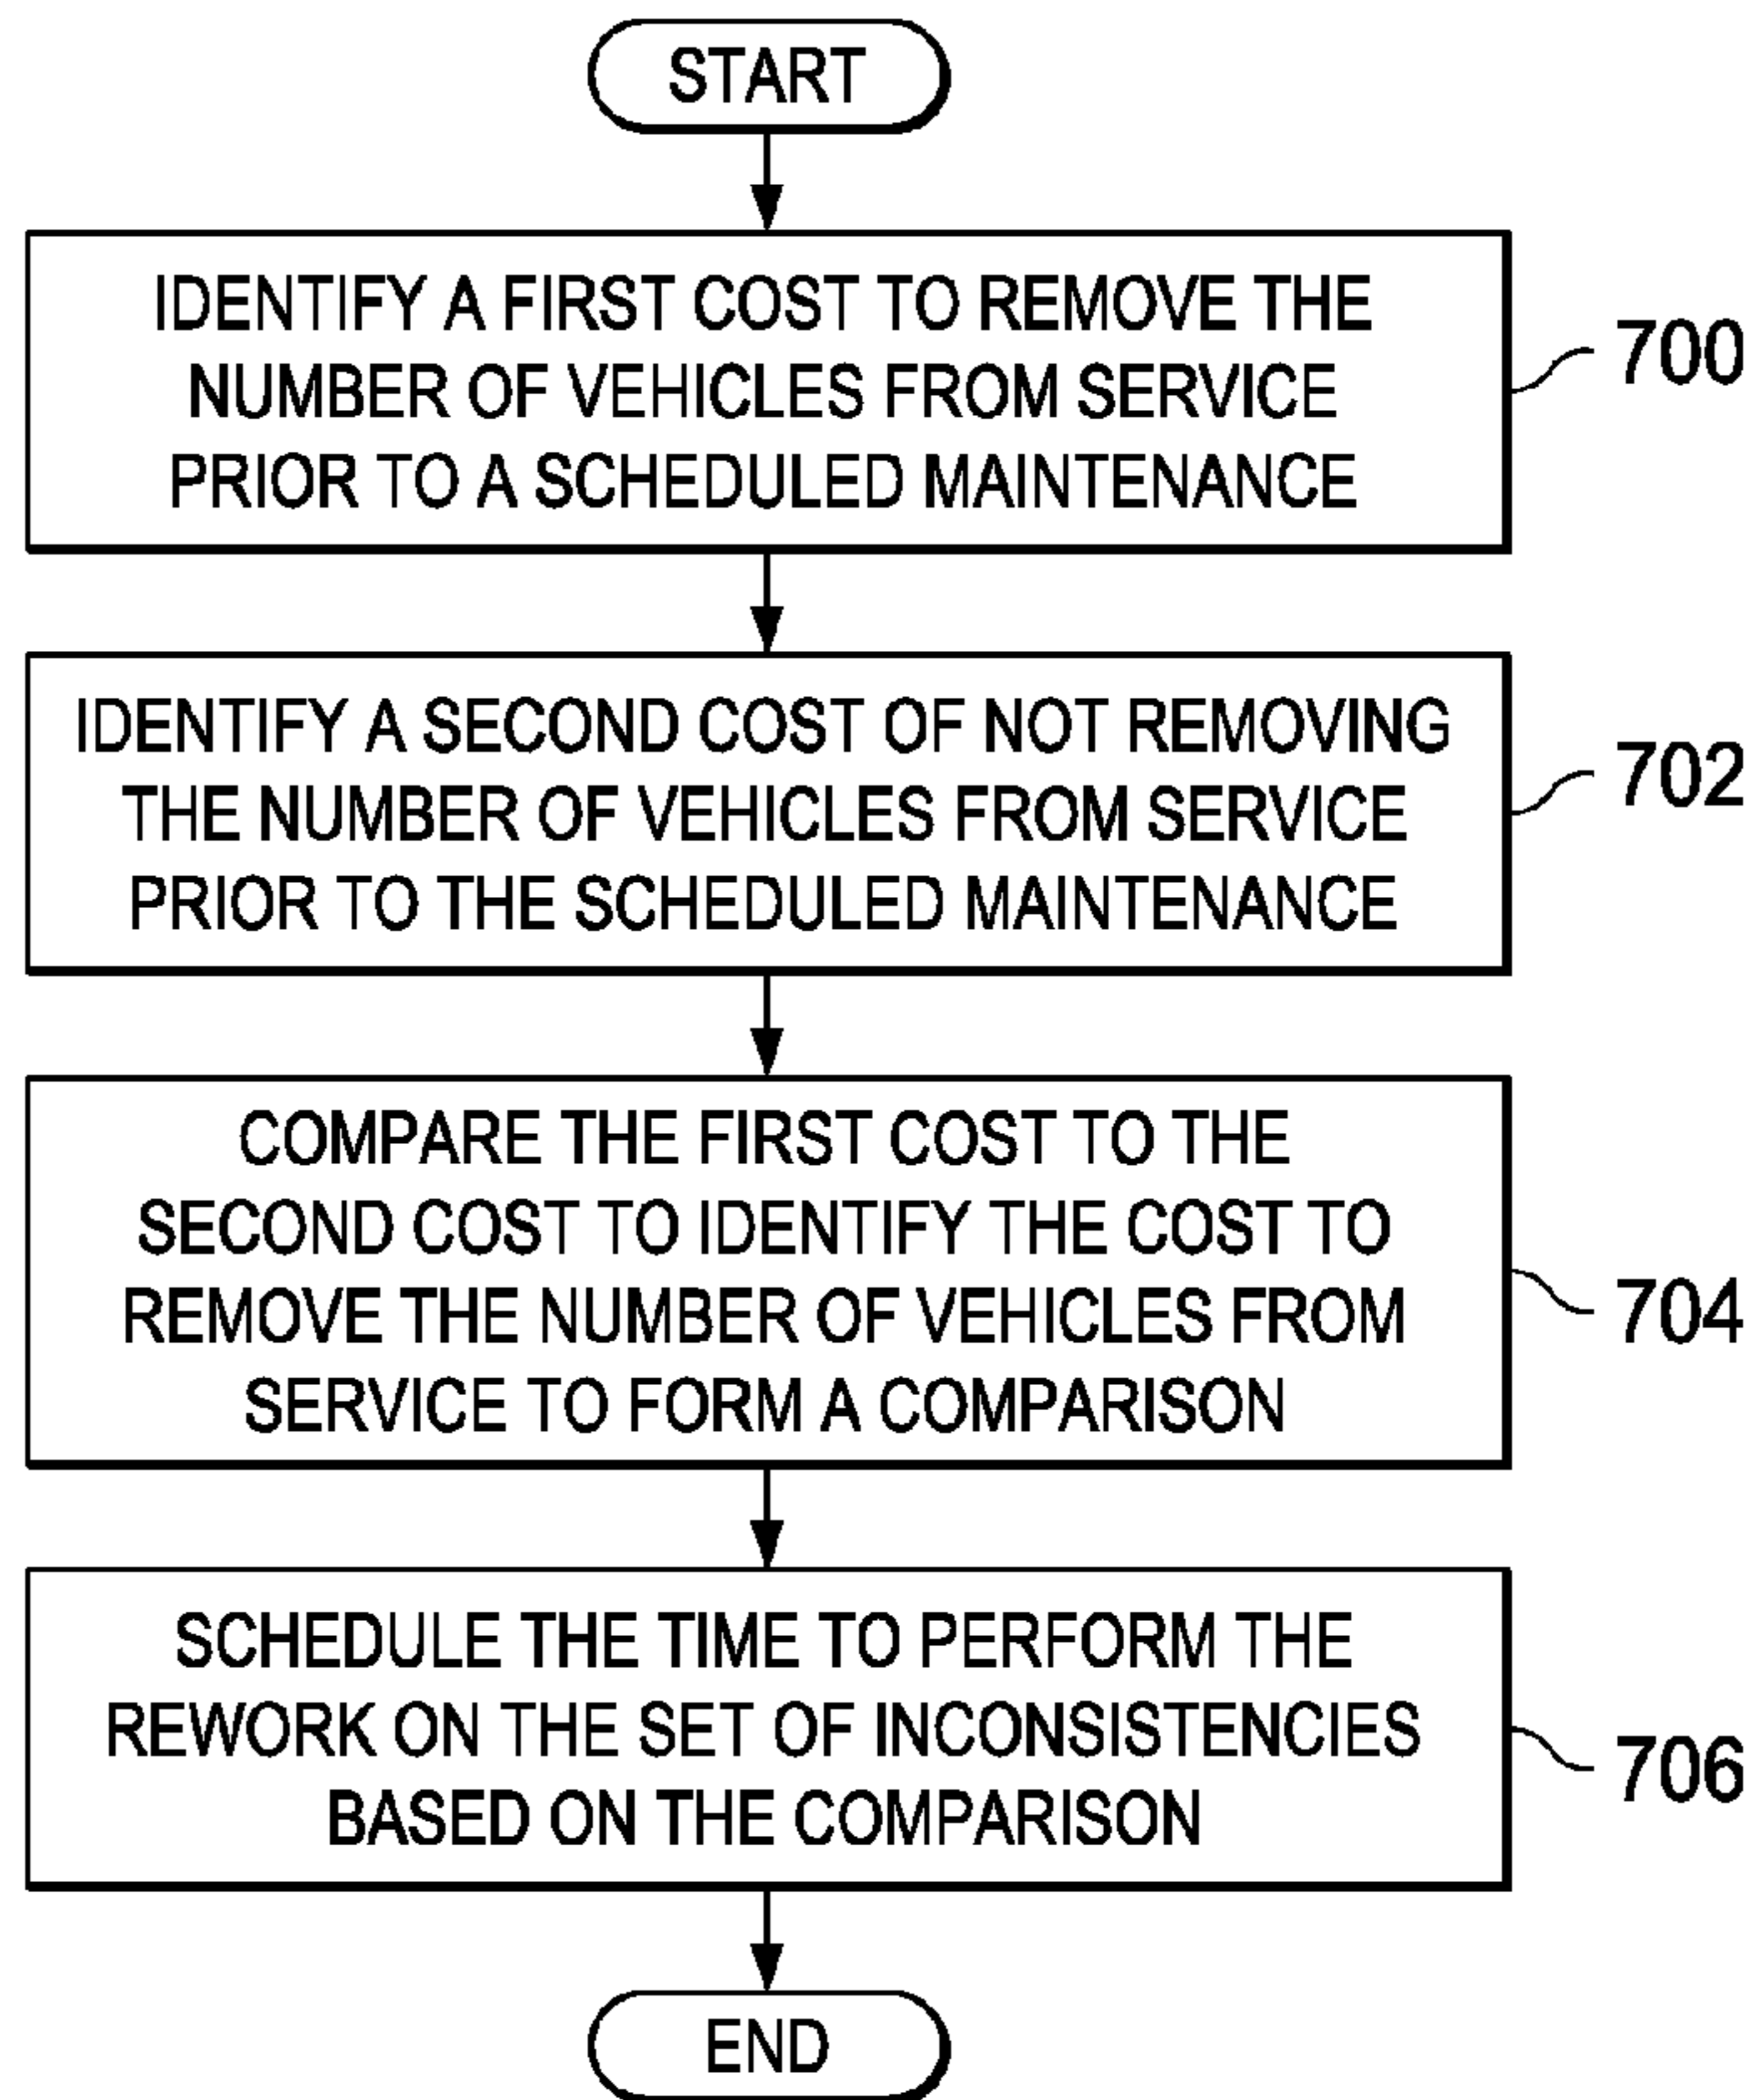 START
IDENTIFY A FIRST COST TO REMOVE THE
NUMBER OF VEHICLES FROM SERVICE
PRIOR TO A SCHEDULED MAINTENANCE
700
IDENTIFY A SECOND COST OF NOT REMOVING
THE NUMBER OF VEHICLES FROM SERVICE
PRIOR TO THE SCHEDULED MAINTENANCE
702
COMPARE THE FIRST COST TO THE
SECOND COST TO IDENTIFY THE COST TO
REMOVE THE NUMBER OF VEHICLES FROM
SERVICE TO FORM A COMPARISON
704
SCHEDULE THE TIME TO PERFORM THE
REWORK ON THE SET OF INCONSISTENCIES
BASED ON THE COMPARISON
706
END